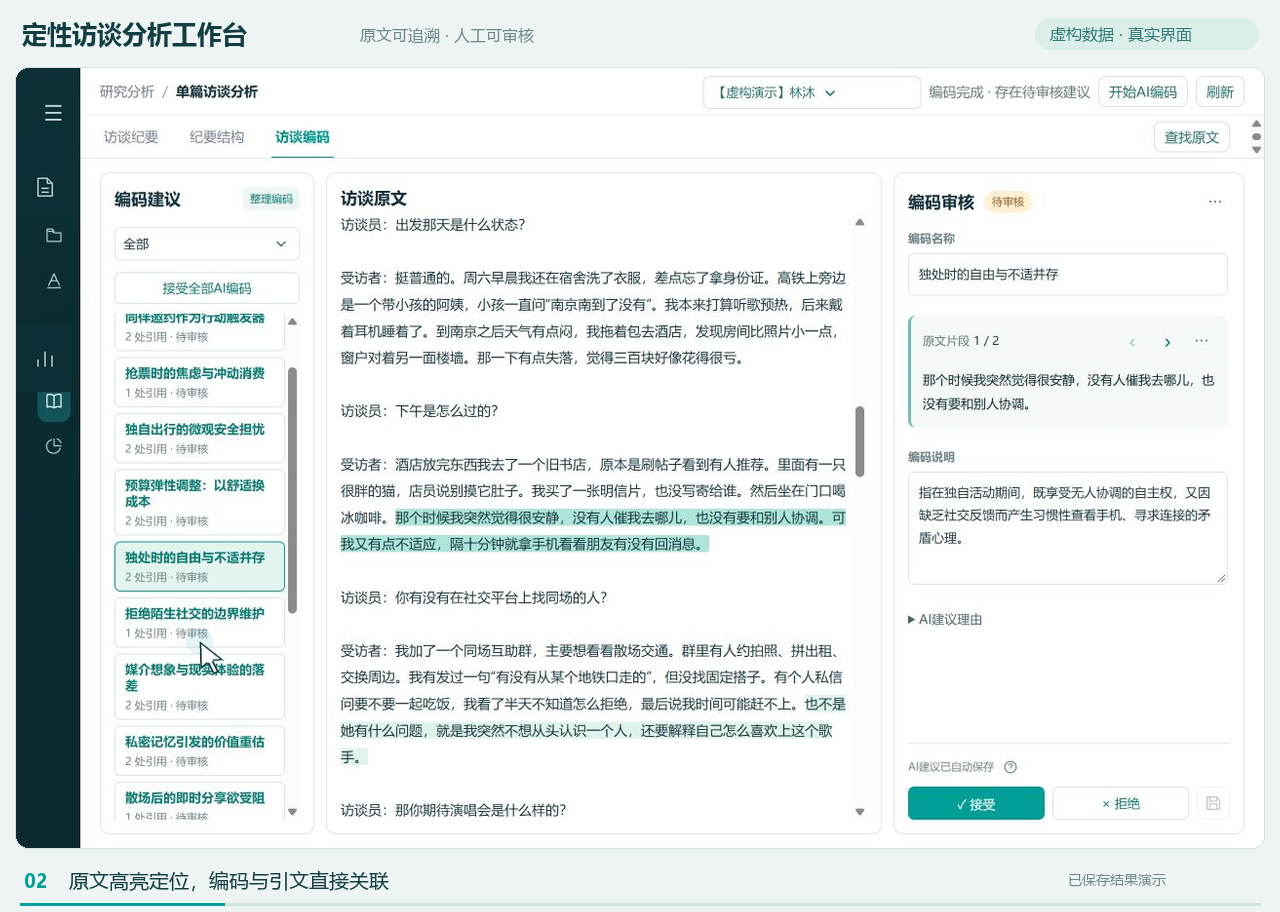 定性访谈分析工作台
原文可追溯 · 人工可审核
虚构数据 · 真实界面
研究分析 / 单篇访谈分析
【虚构演示】林沐
编码完成 · 存在待审核建议
开始AI编码
刷新
访谈纪要
纪要结构
访谈编码
查找原文
编码建议
整理编码
全部
接受全部AI编码
同伴邀约作为行动触发器
2 处引用 · 待审核
抢票时的焦虑与冲动消费
1 处引用 · 待审核
独自出行的微观安全担忧
2 处引用 · 待审核
预算弹性调整：以舒适换
成本
2 处引用 · 待审核
独处时的自由与不适并存
2 处引用 · 待审核
拒绝陌生社交的边界维护
1 处引用 · 待审核
媒介想象与现实体验的落
差
2 处引用 · 待审核
私密记忆引发的价值重估
2 处引用 · 待审核
散场后的即时分享欲受阻
1 处引用 · 待审核
访谈原文
访谈员：出发那天是什么状态？
受访者：挺普通的。周六早晨我还在宿舍洗了衣服，差点忘了拿身份证。高铁上旁边
是一个带小孩的阿姨，小孩一直问“南京南到了没有”。我本来打算听歌预热，后来戴
着耳机睡着了。到南京之后天气有点闷，我拖着包去酒店，发现房间比照片小一点，
窗户对着另一面楼墙。那一下有点失落，觉得三百块好像花得很亏。
访谈员：下午是怎么过的？
受访者：酒店放完东西我去了一个旧书店，原本是刷帖子看到有人推荐。里面有一只
很胖的猫，店员说别摸它肚子。我买了一张明信片，也没写寄给谁。然后坐在门口喝
冰咖啡。那个时候我突然觉得很安静，没有人催我去哪儿，也没有要和别人协调。可
我又有点不适应，隔十分钟就拿手机看看朋友有没有回消息。
访谈员：你有没有在社交平台上找同场的人？
受访者：我加了一个同场互助群，主要想看看散场交通。群里有人约拍照、拼出租、
交换周边。我有发过一句“有没有从某个地铁口走的”，但没找固定搭子。有个人私信
问要不要一起吃饭，我看了半天不知道怎么拒绝，最后说我时间可能赶不上。也不是
她有什么问题，就是我突然不想从头认识一个人，还要解释自己怎么喜欢上这个歌
手。
访谈员：那你期待演唱会是什么样的？
编码审核
待审核
编码名称
独处时的自由与不适并存
原文片段 1 / 2
那个时候我突然觉得很安静，没有人催我去哪儿，也
没有要和别人协调。
编码说明
指在独自活动期间，既享受无人协调的自主权，又因
缺乏社交反馈而产生习惯性查看手机、寻求连接的矛
盾心理。
AI建议理由
AI建议已自动保存
✓ 接受
× 拒绝
02 原文高亮定位，编码与引文直接关联
已保存结果演示